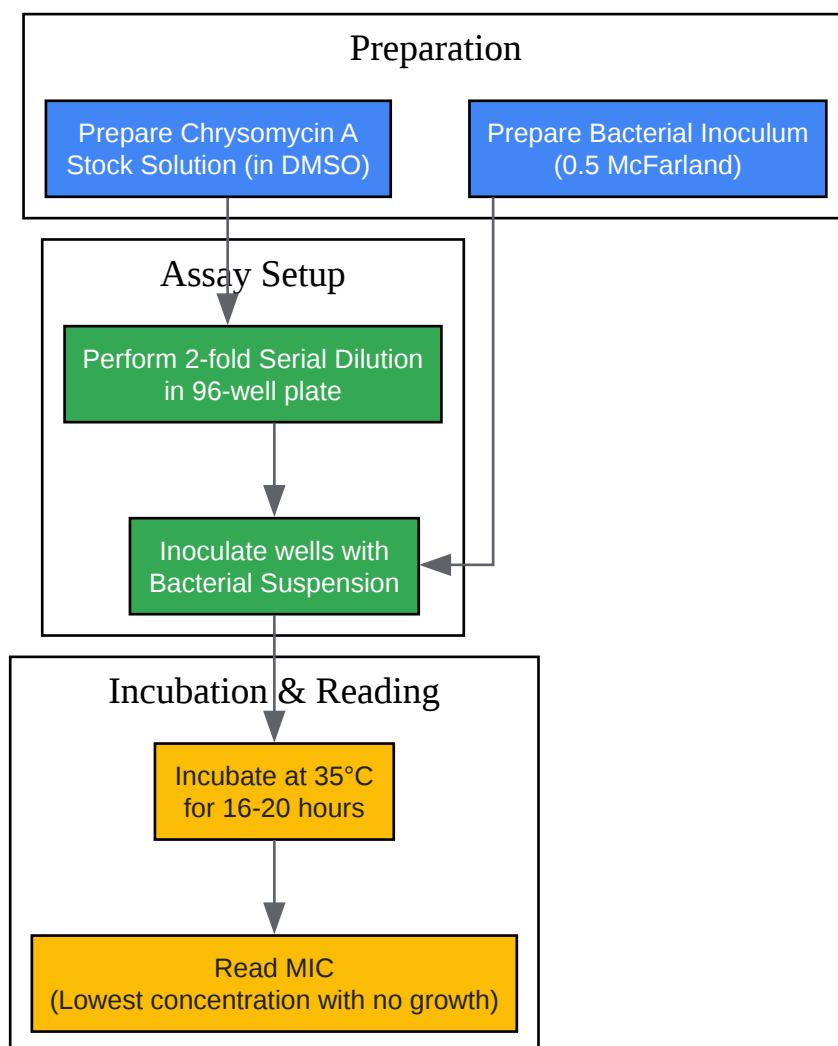 Preparation
Prepare Chrysomycin A
Stock Solution (in DMSO)
Prepare Bacterial Inoculum
(0.5 McFarland)
Assay Setup
Perform 2-fold Serial Dilution
in 96-well plate
Inoculate wells with
Bacterial Suspension
Incubation & Reading
Incubate at 35°C
for 16-20 hours
Read MIC
(Lowest concentration with no growth)